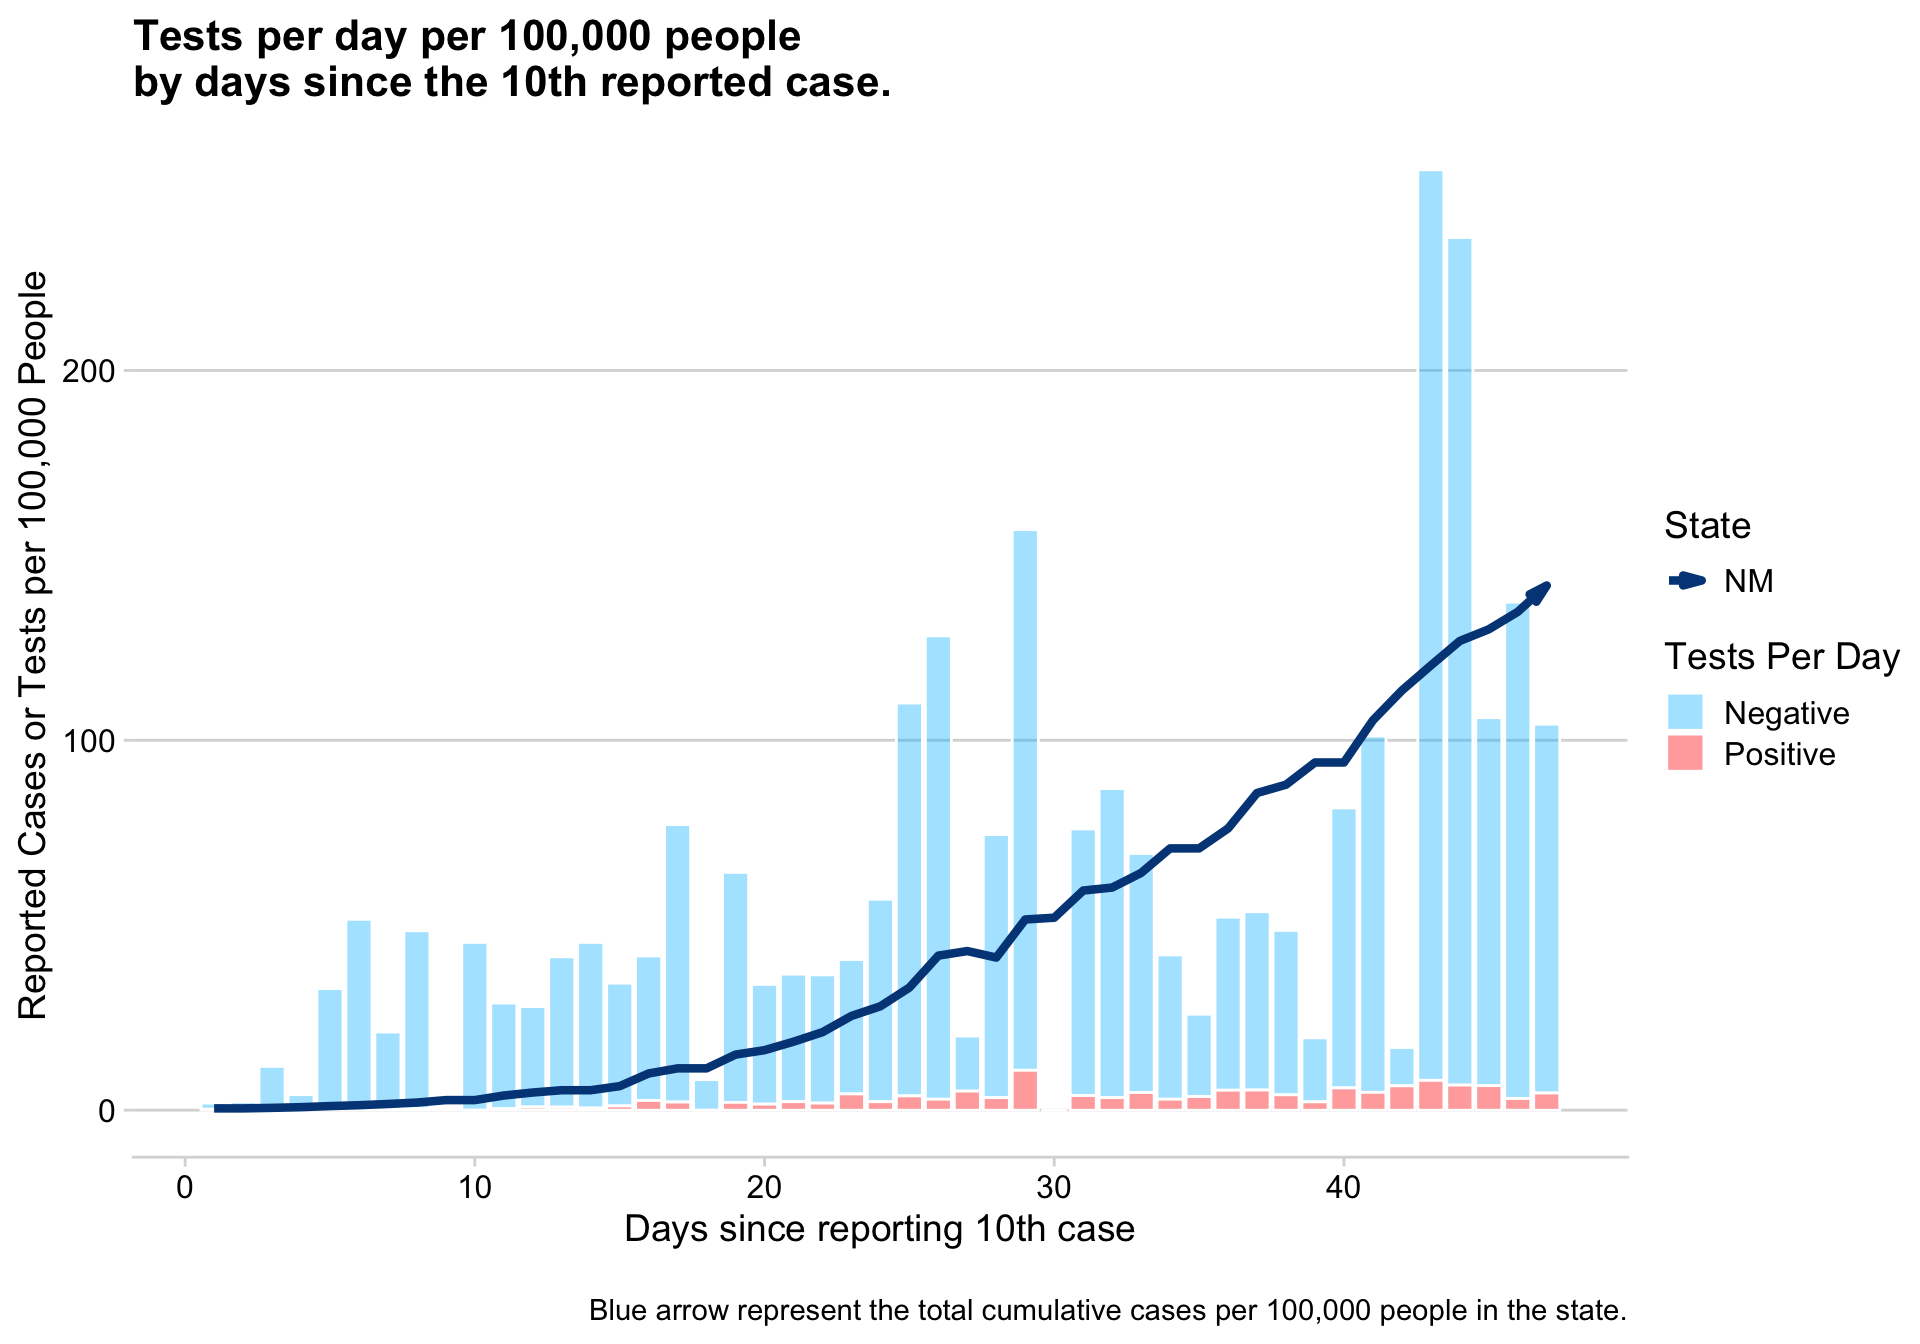 Tests per day per 100,000 people
by days since the 10th reported case.
Reported Cases or Tests per 100,000 People
200
100
0
0
10
20
30
40
Days since reporting 10th case
State
NM
Tests Per Day
Negative
Positive
Blue arrow represent the total cumulative cases per 100,000 people in the state.